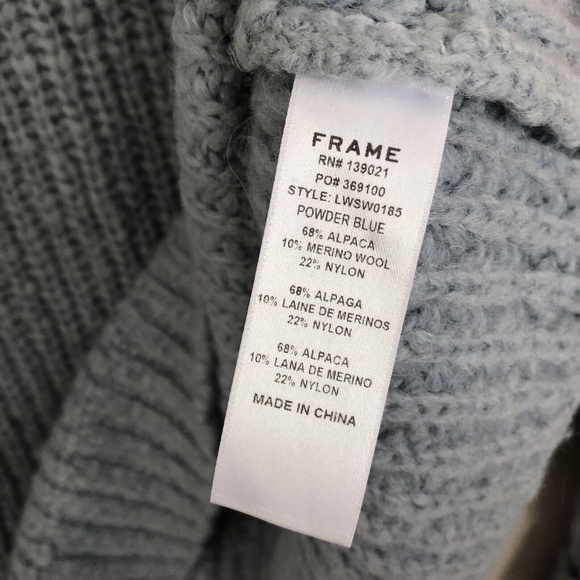 FRAME
RN# 139021
PO# 369100
STYLE: LWSW0185
POWDER BLUE
68% ALPACA
10% MERINO WOOL
22% NYLON
68% ALPAGA
10% LAINE DE MERINOS
22% NYLON
68% ALPACA
10% LANA DE MERINO
22% NYLON
MADE IN CHINA